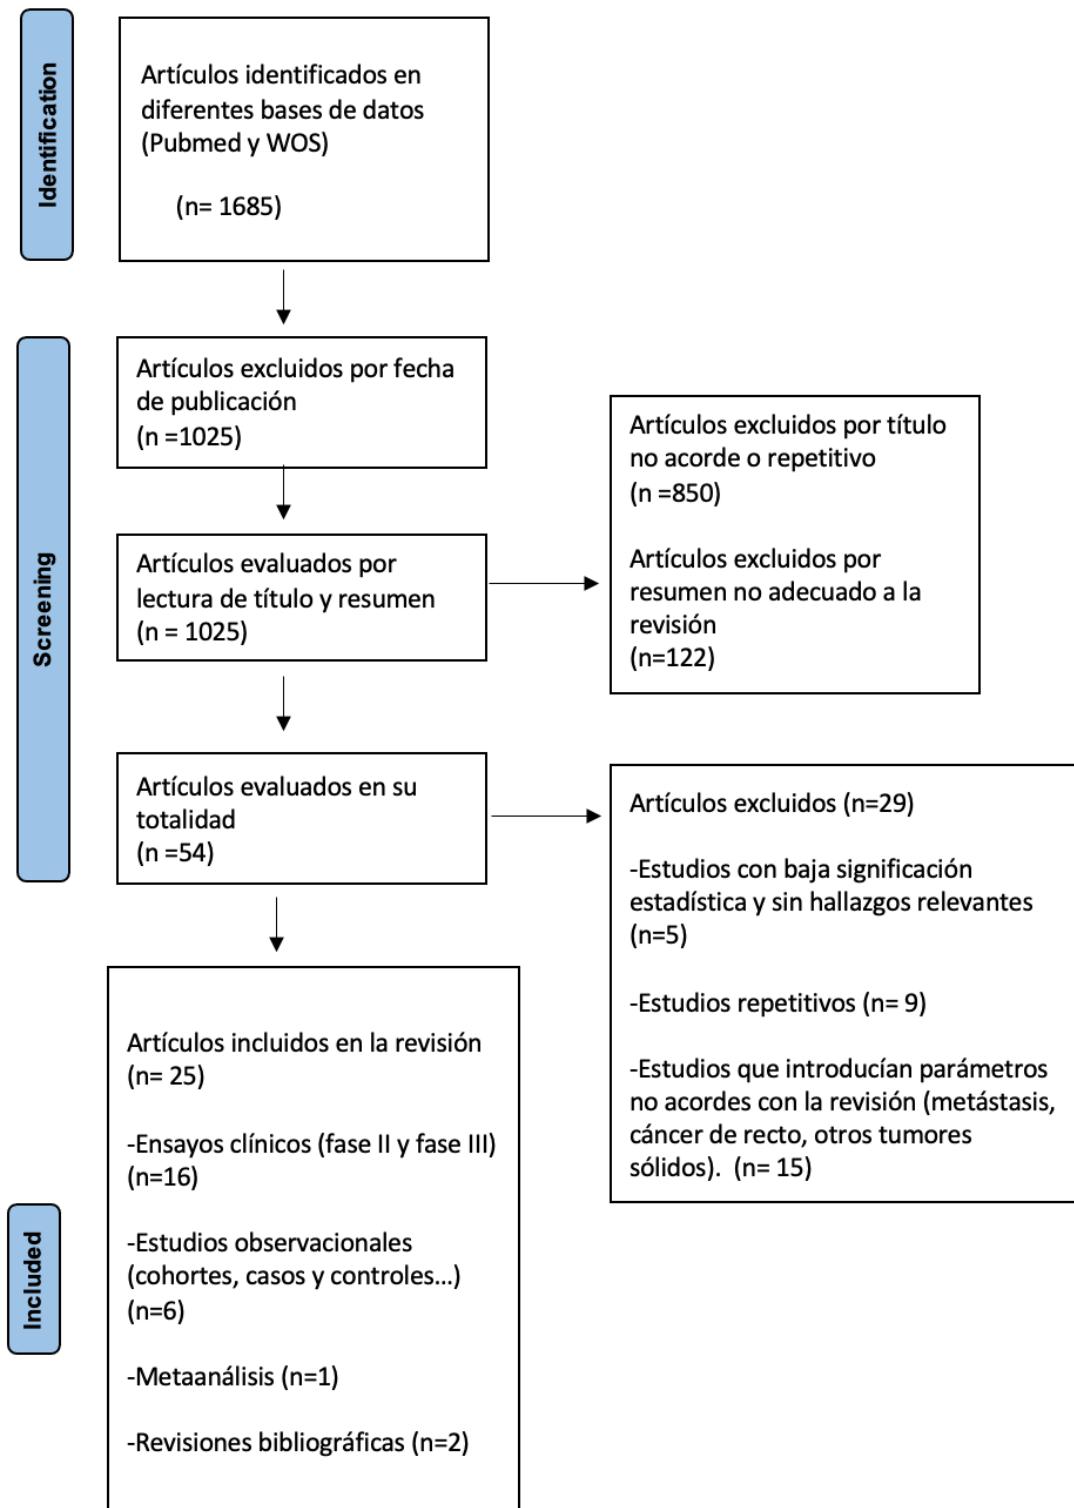 Identification
Artículos identificados en
diferentes bases de datos
(Pubmed y WOS)
(n= 1685)
Screening
Artículos excluidos por fecha
de publicación
(n =1025)
Artículos evaluados por
lectura de título y resumen
(n = 1025)
Artículos excluidos por título
no acorde o repetitivo
(n =850)
Artículos excluidos por
resumen no adecuado a la
revisión
(n=122)
Artículos evaluados en su
totalidad
(n =54)
Artículos excluidos (n=29)
-Estudios con baja significación
estadística y sin hallazgos relevantes
(n=5)
-Estudios repetitivos (n= 9)
-Estudios que introducían parámetros
no acordes con la revisión (metástasis,
cáncer de recto, otros tumores
sólidos).  (n= 15)
Included
Artículos incluidos en la revisión
(n= 25)
-Ensayos clínicos (fase II y fase III)
(n=16)
-Estudios observacionales
(cohortes, casos y controles...)
(n=6)
-Metaanálisis (n=1)
-Revisiones bibliográficas (n=2)